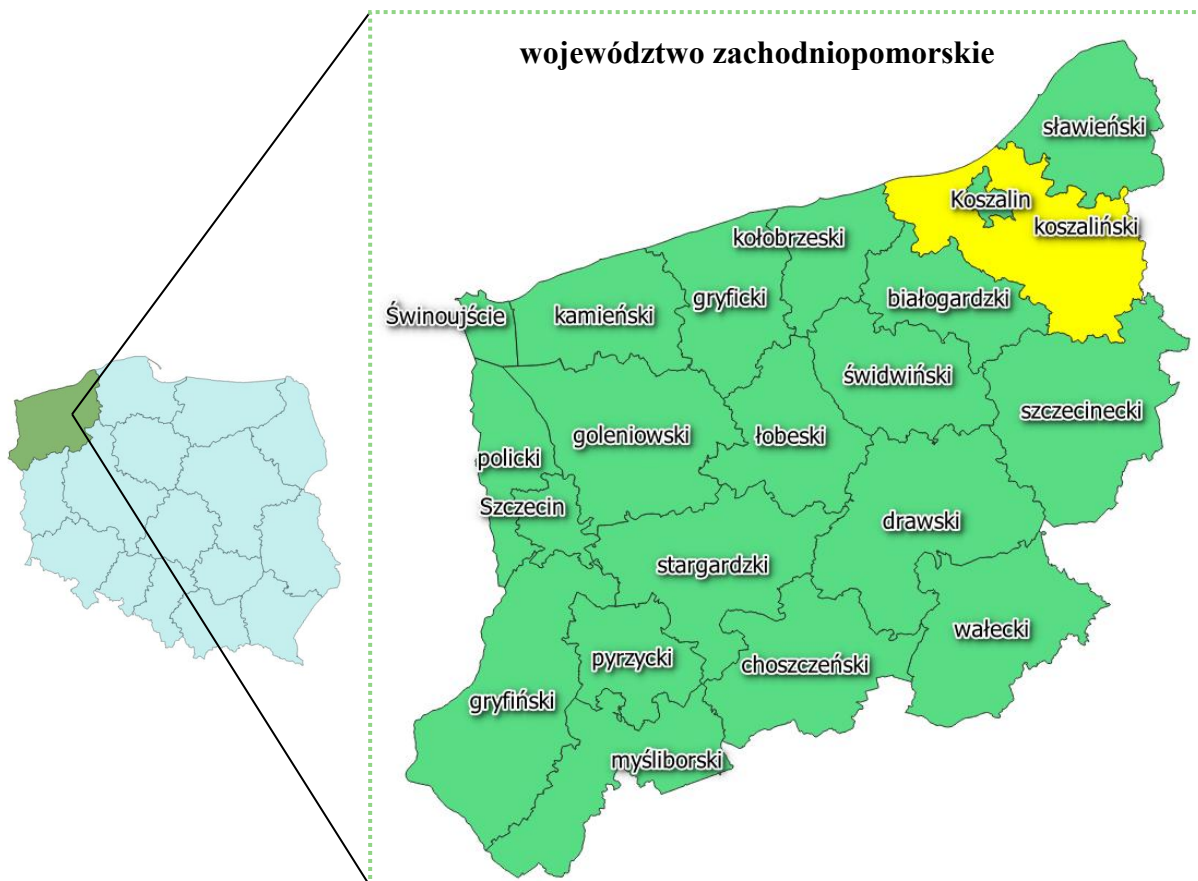 województwo zachodniopomorskie
sławieński
Koszalin
koszaliński
kołobrzeski
gryficki
białogardzki
Świnoujście
kamieński
świdwiński
szczecinecki
goleniowski
łobeski
policki
Szczecin
drawski
stargardzki
wałecki
pyrzycki
choszczeński
gryfiński
myśliborski